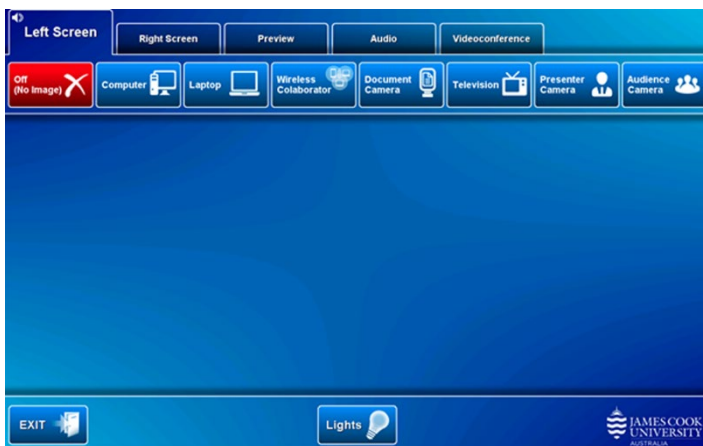 Left Screen
Right Screen
Preview
Audio
Videoconference
Off
(No Image)
Computer
Laptop
Wireless
Colaborator
Document
Camera
Television
Presenter
Camera
Audience
Camera
EXIT
Lights
JAMES COOK
UNIVERSITY
AUSTRALIA